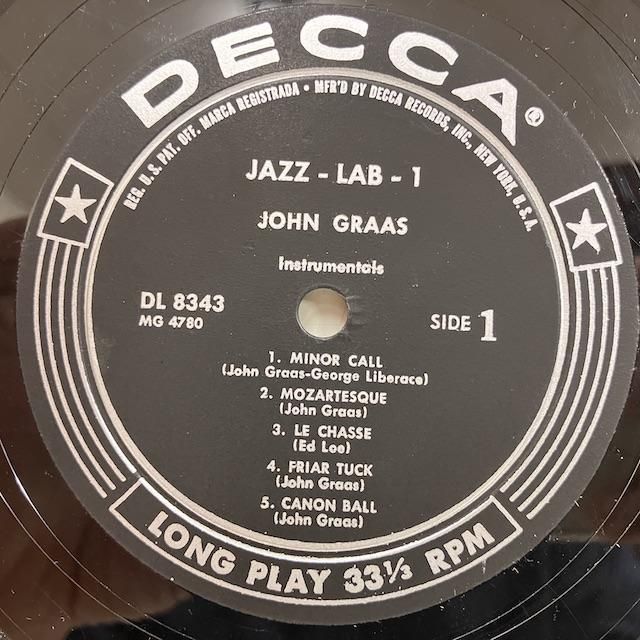 DECCA®
REG. U.S. PAT. OFF. MARCA REGISTRADA • MFR'D BY DECCA RECORDS, INC., NEW YORK, U.S.A.
JAZZ - LAB - 1
JOHN GRAAS
Instrumentals
DL 8343
MG 4780
SIDE 1
1. MINOR CALL
(John Graas-George Liberace)
2. MOZARTESQUE
(John Graas)
3. LE CHASSE
(Ed Lee)
4. FRIAR TUCK
(John Graas)
5. CANON BALL
(John Graas)
LONG PLAY 33⅓ RPM